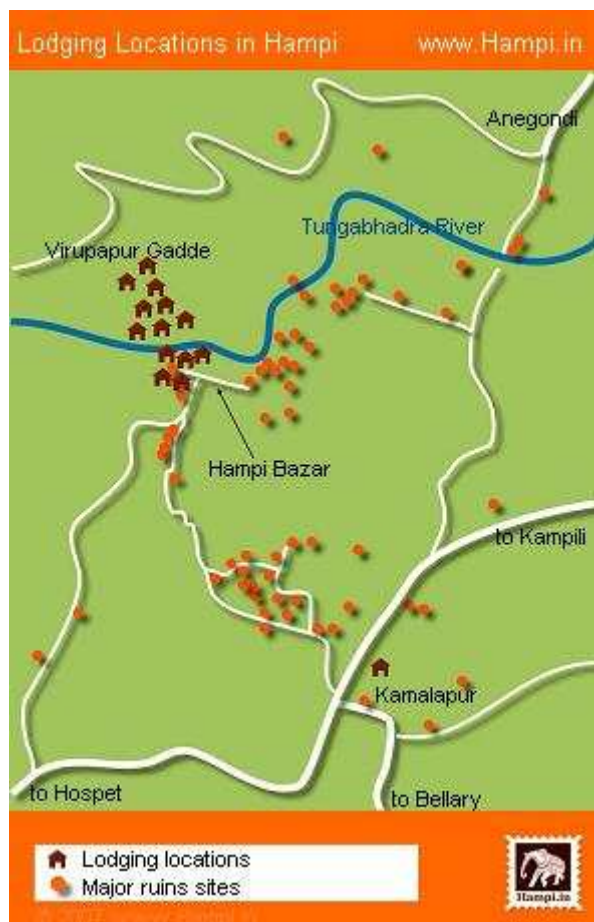 Lodging Locations in Hampi www.Hampi.in
Anegondi
Tungabhadra River
Virupapur Gadde
Hampi Bazar
to Kampili
Kamalapur
to Hospet
to Bellary
Lodging locations
Major ruins sites
Hampi.in